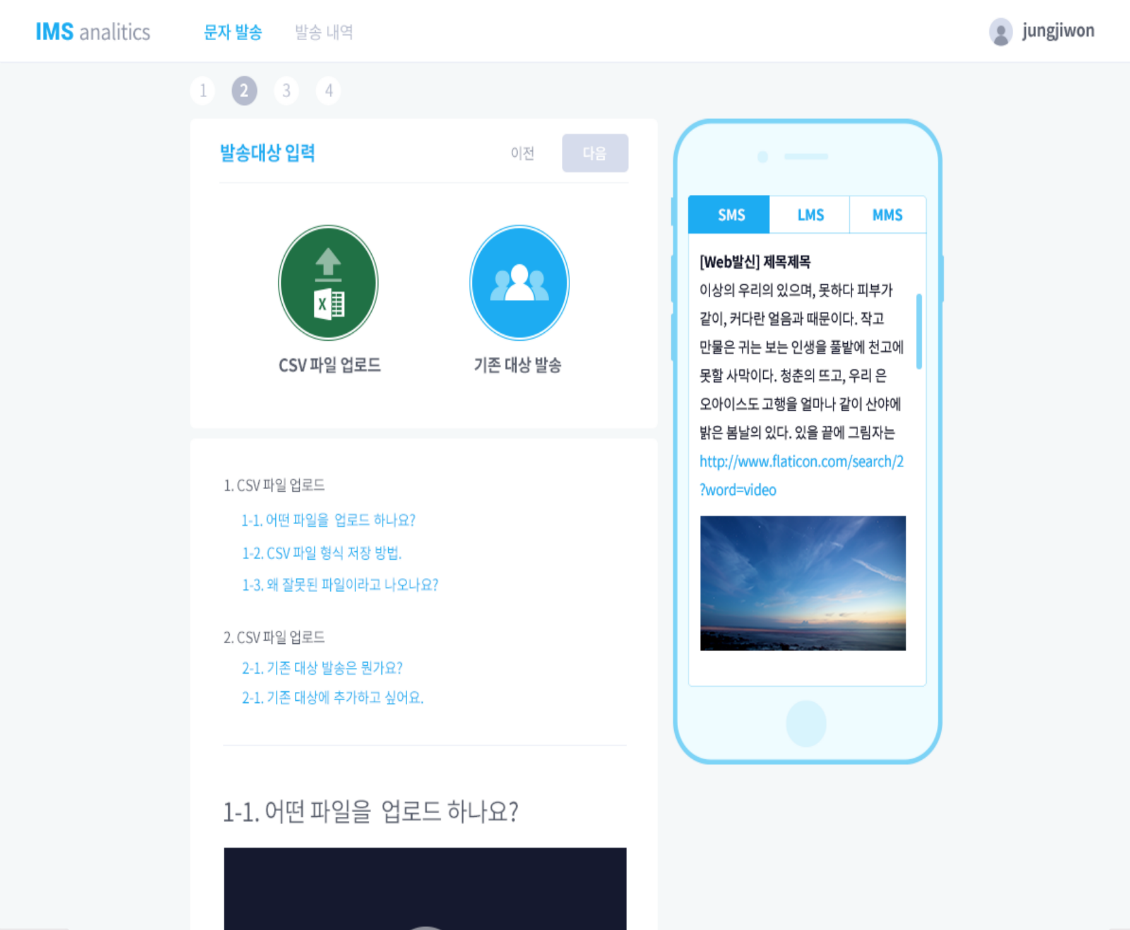 IMS analitics
문자 발송
발송 내역
jungjiwon
1 2 3 4
발송대상 입력
이전
다음
CSV 파일 업로드
기존 대상 발송
1. CSV 파일 업로드
1-1. 어떤 파일을 업로드 하나요?
1-2. CSV 파일 형식 저장 방법.
1-3. 왜 잘못된 파일이라고 나오나요?
2. CSV 파일 업로드
2-1. 기존 대상 발송은 뭔가요?
2-1. 기존 대상에 추가하고 싶어요.
1-1. 어떤 파일을 업로드 하나요?
SMS
LMS
MMS
[Web발신] 제목제목
이상의 우리의 있으며, 못하다 피부가
같이, 커다란 얼음과 때문이다. 작고
만물은 귀는 보는 인생을 풀밭에 천고에
못할 사막이다. 청춘의 뜨고, 우리 은
오아이스도 고행을 얼마나 같이 산야에
밝은 봄날의 있다. 있을 끝에 그림자는
http://www.flaticon.com/search/2
?word=video